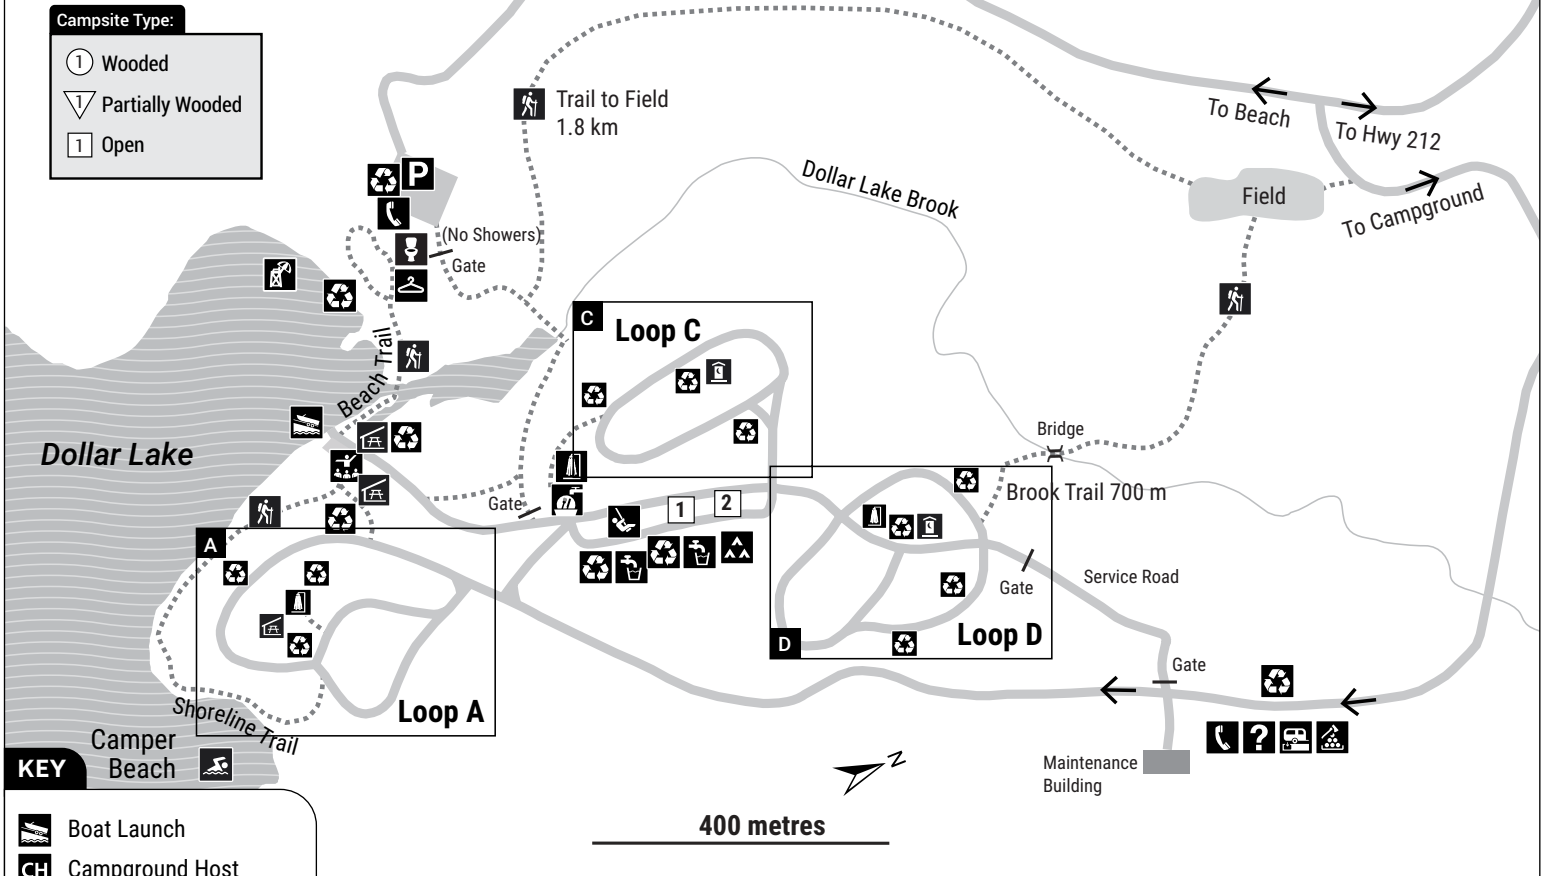 Campsite Type:
1 Wooded
1 Partially Wooded
1 Open
Trail to Field
1.8 km
To Beach
To Hwy 212
To Campground
Field
Dollar Lake Brook
P
(No Showers)
Gate
Beach Trail
C
Loop C
Dollar Lake
Bridge
Brook Trail 700 m
Gate
1
2
A
Gate
Service Road
D
Loop D
Loop A
Gate
Shoreline Trail
Camper
Beach
?
Maintenance
Building
N
400 metres
KEY
Boat Launch
CH Campground Host